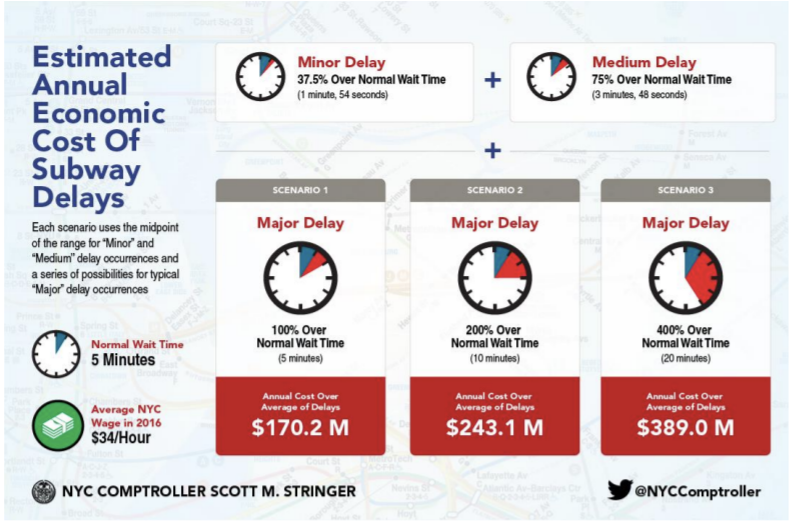 Estimated
Annual
Economic
Cost Of
Subway
Delays
Each scenario uses the midpoint
of the range for "Minor" and
"Medium" delay occurrences and
a series of possibilities for typical
"Major" delay occurrences
Normal Wait Time
5 Minutes
Average NYC
Wage in 2016
$34/Hour
Minor Delay
37.5% Over Normal Wait Time
(1 minute, 54 seconds)
+
Medium Delay
75% Over Normal Wait Time
(3 minutes, 48 seconds)
+
SCENARIO 1
Major Delay
100% Over
Normal Wait Time
(5 minutes)
Annual Cost Over
Average of Delays
$170.2 M
SCENARIO 2
Major Delay
200% Over
Normal Wait Time
(10 minutes)
Annual Cost Over
Average of Delays
$243.1 M
SCENARIO 3
Major Delay
400% Over
Normal Wait Time
(20 minutes)
Annual Cost Over
Average of Delays
$389.0 M
NYC COMPTROLLER SCOTT M. STRINGER
@NYCComptroller